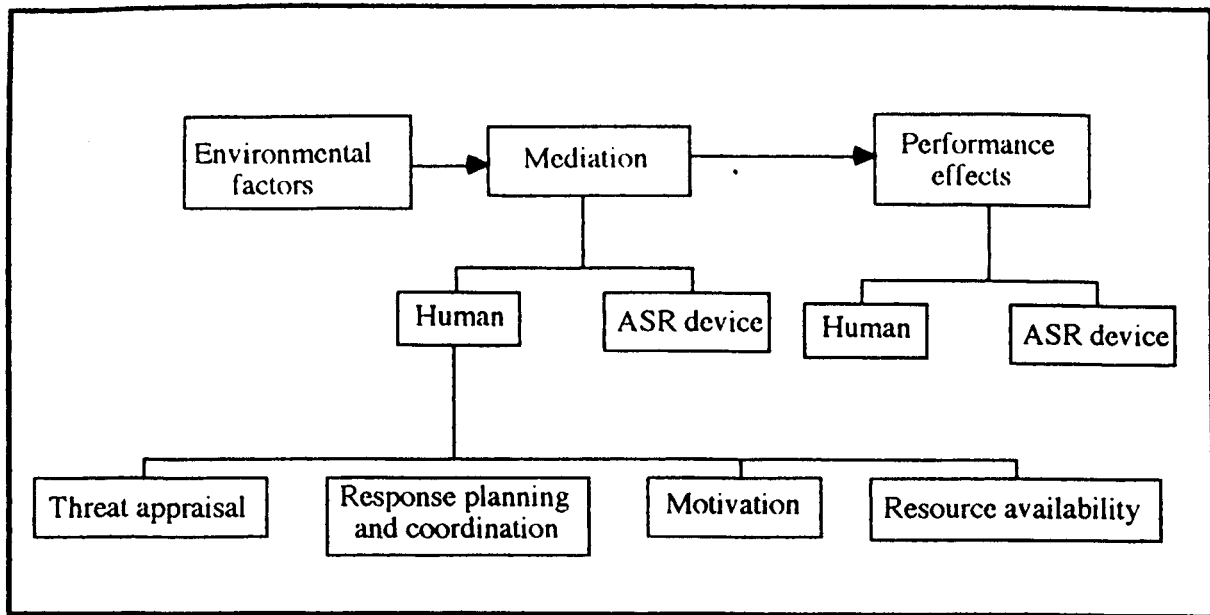 Environmental
factors
Mediation
Performance
effects
Human
ASR device
Human
ASR device
Threat appraisal
Response planning
and coordination
Motivation
Resource availability